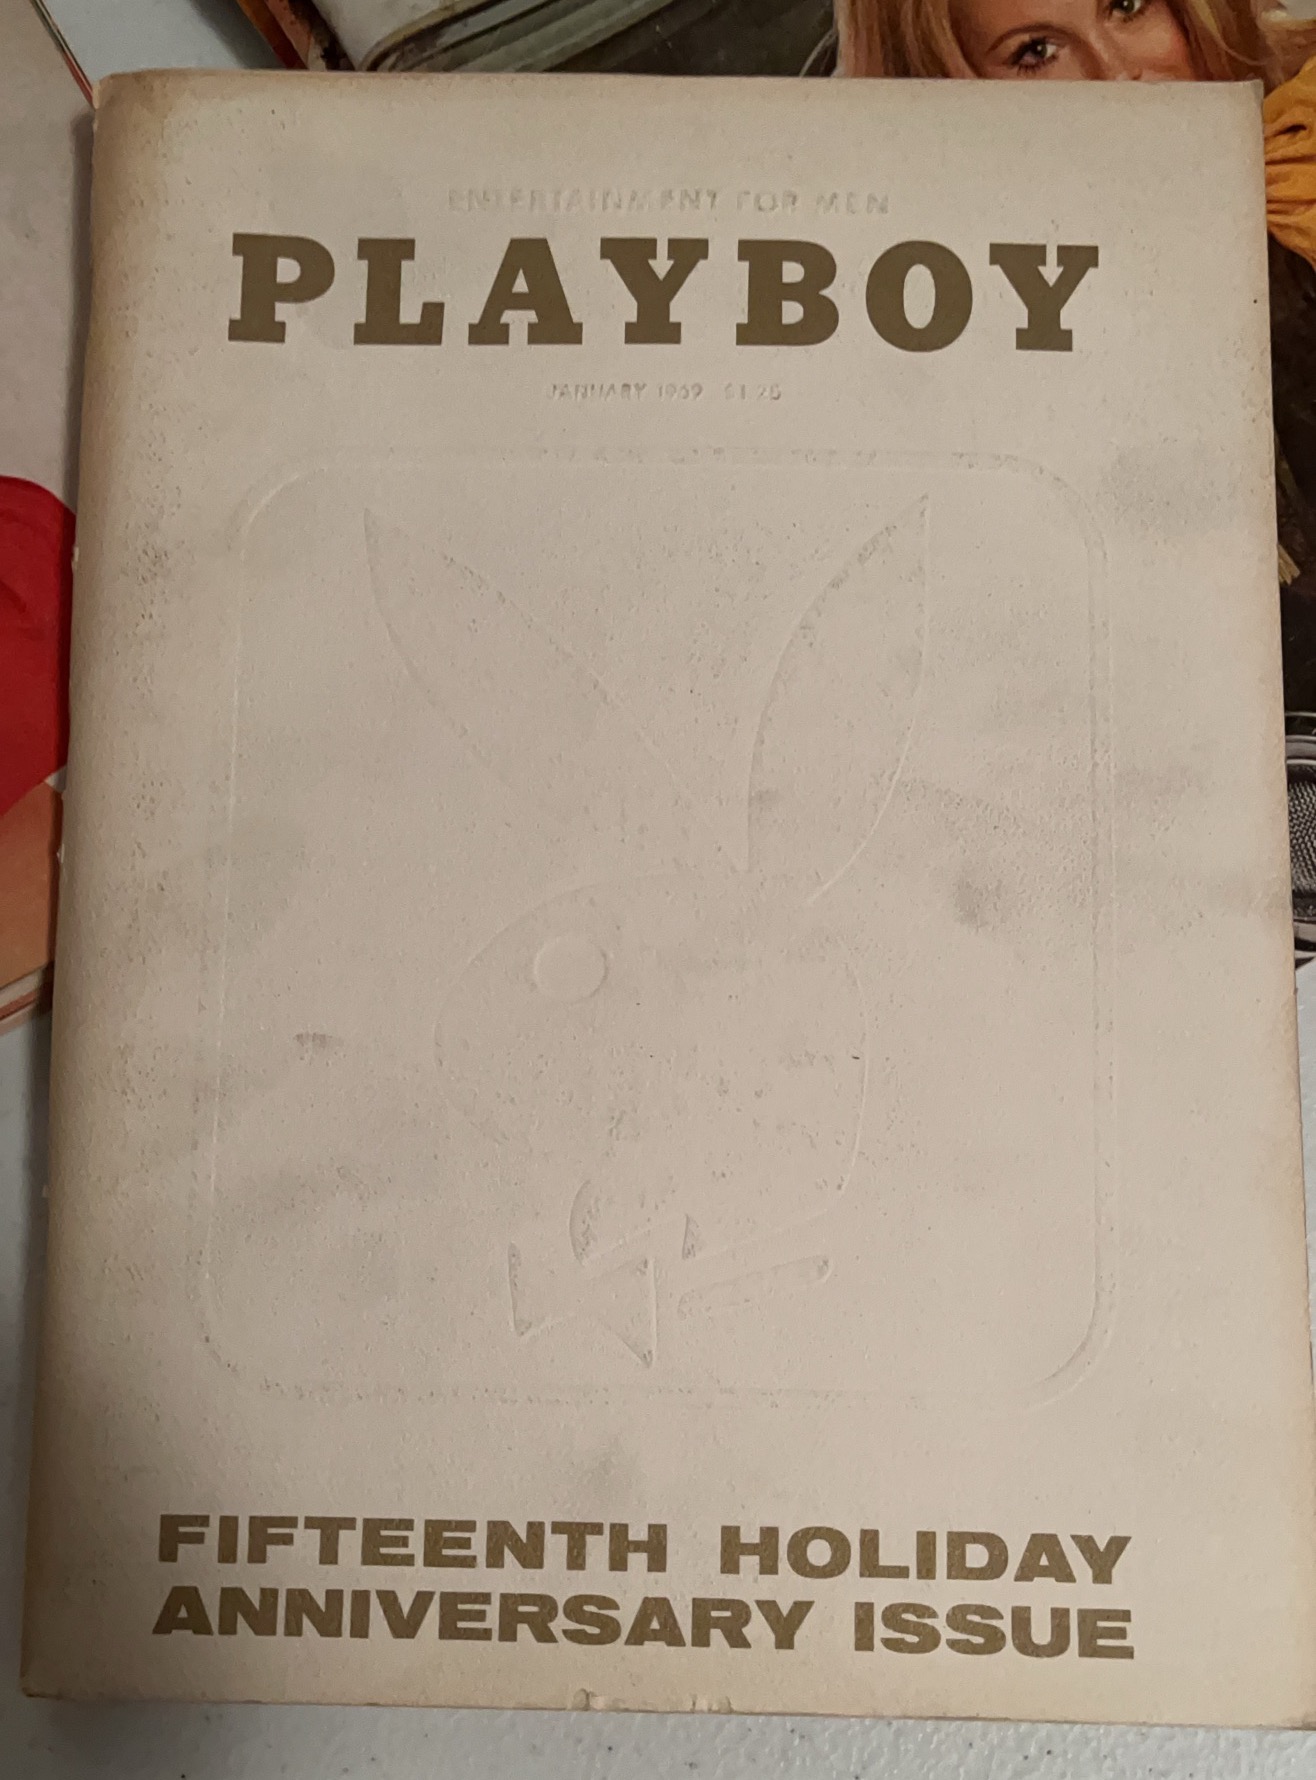 ENTERTAINMENT FOR MEN
PLAYBOY
JANUARY 1969 $1.25
FIFTEENTH HOLIDAY
ANNIVERSARY ISSUE